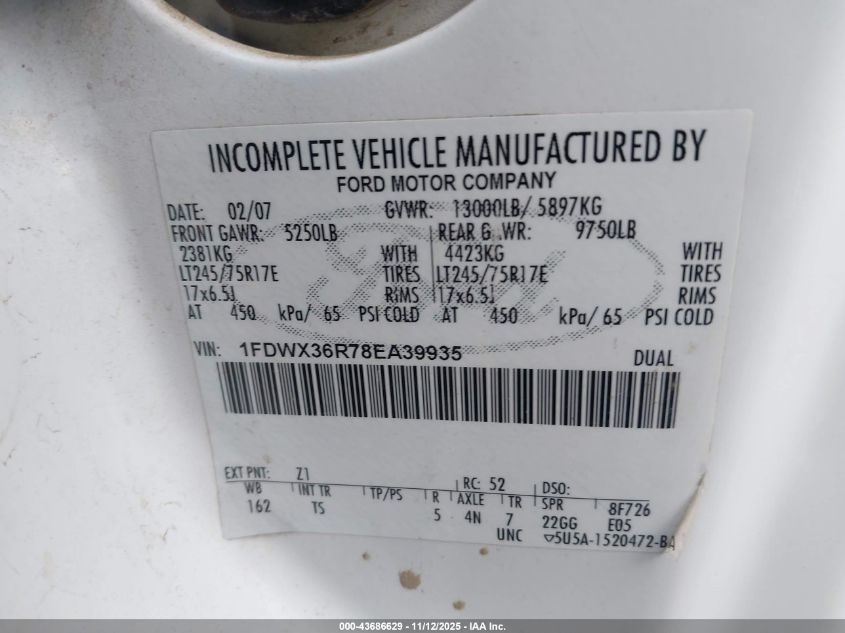 INCOMPLETE VEHICLE MANUFACTURED BY
FORD MOTOR COMPANY
DATE: 02/07 GVWR: 13000LB/ 5897KG
FRONT GAWR: 5250LB REAR G .WR: 9750LB
2381KG WITH 4423KG WITH
LT245/75R17E TIRES LT245/75R17E TIRES
17x6.5J RIMS 17x6.5J RIMS
AT 450 kPa/ 65 PSI COLD AT 450 kPa/ 65 PSI COLD
VIN: 1FDWX36R78EA39935 DUAL
EXT PNT: Z1 RC: 52 DSO:
WB INT TR TP/PS R AXLE TR SPR 8F726
162 TS 5 4N 7 22GG E05
UNC ▽5U5A-1520472-BA
000-43686629 - 11/12/2025 - IAA Inc.